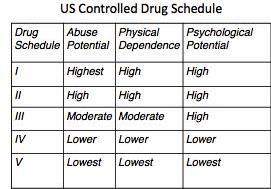 US Controlled Drug Schedule
Drug Schedule Abuse Potential Physical Dependence Psychological Potential
I Highest High High
II High High High
III Moderate Moderate High
IV Lower Lower Lower
V Lowest Lowest Lowest